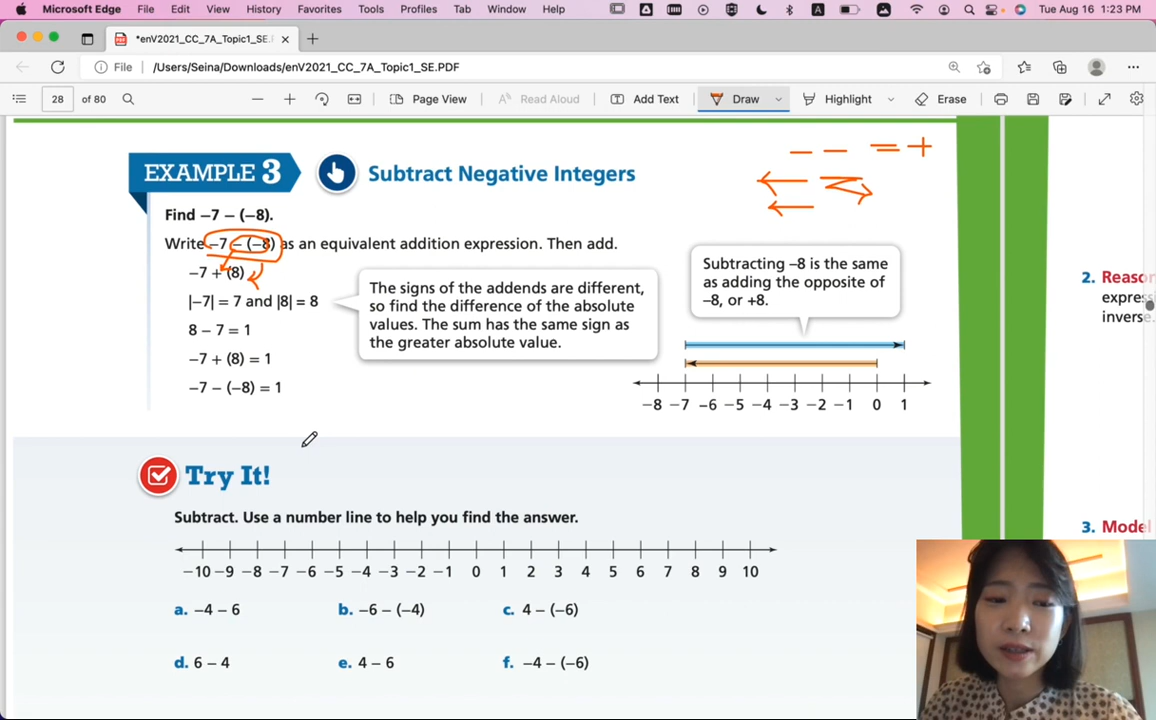 Microsoft Edge File Edit View History Favorites Tools Profiles Tab Window Help A Tue Aug 16 1:23 PM
*enV2021_CC_7A_Topic1_SE.
File /Users/Seina/Downloads/enV2021_CC_7A_Topic1_SE.PDF
28 of 80 Page View Read Aloud Add Text Draw Highlight Erase
− − = +
EXAMPLE 3 Subtract Negative Integers
Find −7 − (−8).
Write −7 − (−8) as an equivalent addition expression. Then add.
−7 + (8)
|−7| = 7 and |8| = 8
8 − 7 = 1
−7 + (8) = 1
−7 − (−8) = 1
The signs of the addends are different,
so find the difference of the absolute
values. The sum has the same sign as
the greater absolute value.
Subtracting −8 is the same
as adding the opposite of
−8, or +8.
−8 −7 −6 −5 −4 −3 −2 −1 0 1
2. Reason
express
inverse.
Try It!
Subtract. Use a number line to help you find the answer.
−10 −9 −8 −7 −6 −5 −4 −3 −2 −1 0 1 2 3 4 5 6 7 8 9 10
a. −4 − 6 b. −6 − (−4) c. 4 − (−6)
d. 6 − 4 e. 4 − 6 f. −4 − (−6)
3. Model